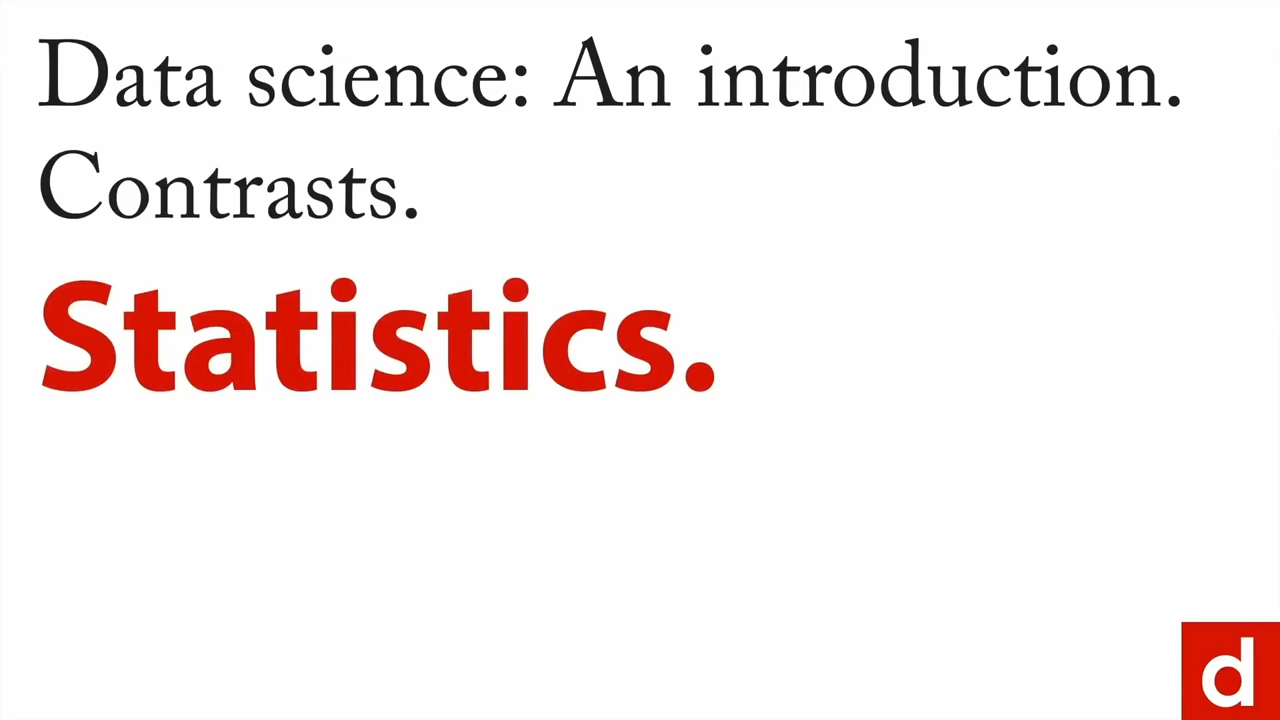 Data science: An introduction.
Contrasts.
Statistics.
d